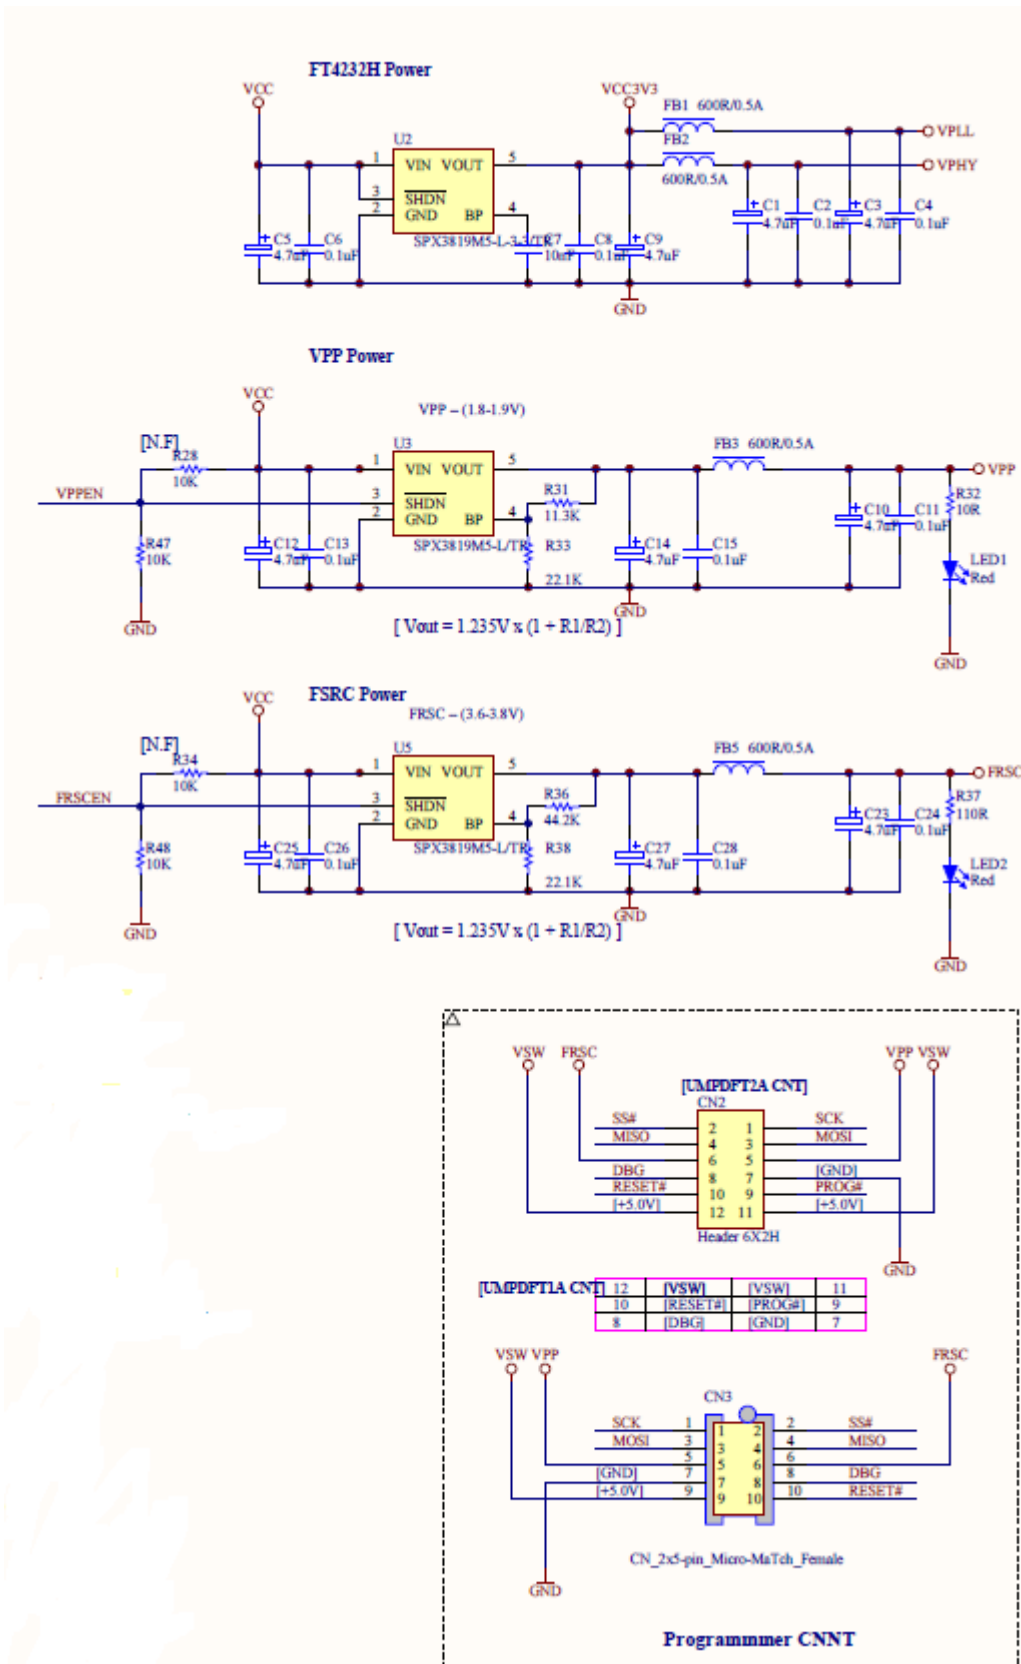 FT4232H Power
VCC
VCC3V3
FB1 600R/0.5A
VPLL
FB2
600R/0.5A
VPHY
U2
1 VIN VOUT 5
3 SHDN
2 GND BP 4
SPX3819M5-L-3-3/TR
C5
4.7uF
C6
0.1uF
C7
10nF
C8
0.1uF
C9
4.7uF
C1
4.7uF
C2
0.1uF
C3
4.7uF
C4
0.1uF
GND
VPP Power
VCC
VPP – (1.8-1.9V)
[N.F]
R28
10K
VPPEN
R47
10K
GND
U3
1 VIN VOUT 5
3 SHDN
2 GND BP 4
SPX3819M5-L/TR
C12
4.7uF
C13
0.1uF
R31
11.3K
R33
22.1K
C14
4.7uF
C15
0.1uF
GND
FB3 600R/0.5A
VPP
C10
4.7uF
C11
0.1uF
R32
10R
LED1
Red
GND
[ Vout = 1.235V x (1 + R1/R2) ]
FSRC Power
VCC
FRSC – (3.6-3.8V)
[N.F]
R34
10K
FRSCEN
R48
10K
GND
U5
1 VIN VOUT 5
3 SHDN
2 GND BP 4
SPX3819M5-L/TR
C25
4.7uF
C26
0.1uF
R36
44.2K
R38
22.1K
C27
4.7uF
C28
0.1uF
GND
FB5 600R/0.5A
FRSC
C23
4.7uF
C24
0.1uF
R37
110R
LED2
Red
GND
[ Vout = 1.235V x (1 + R1/R2) ]
VSW FRSC VPP VSW
[UMPDFT2A CNT]
CN2
SS# 2 1 SCK
MISO 4 3 MOSI
6 5
DBG 8 7 [GND]
RESET# 10 9 PROG#
[+5.0V] 12 11 [+5.0V]
Header 6X2H
GND
[UMPDFT1A CNT] 12 [VSW] [VSW] 11
10 [RESET#] [PROG#] 9
8 [DBG] [GND] 7
VSW VPP FRSC
CN3
SCK 1 1 2 2 SS#
MOSI 3 3 4 4 MISO
5 5 6 6
[GND] 7 7 8 8 DBG
[+5.0V] 9 9 10 10 RESET#
CN_2x5-pin_Micro-MaTch_Female
GND
Programmer CNNT